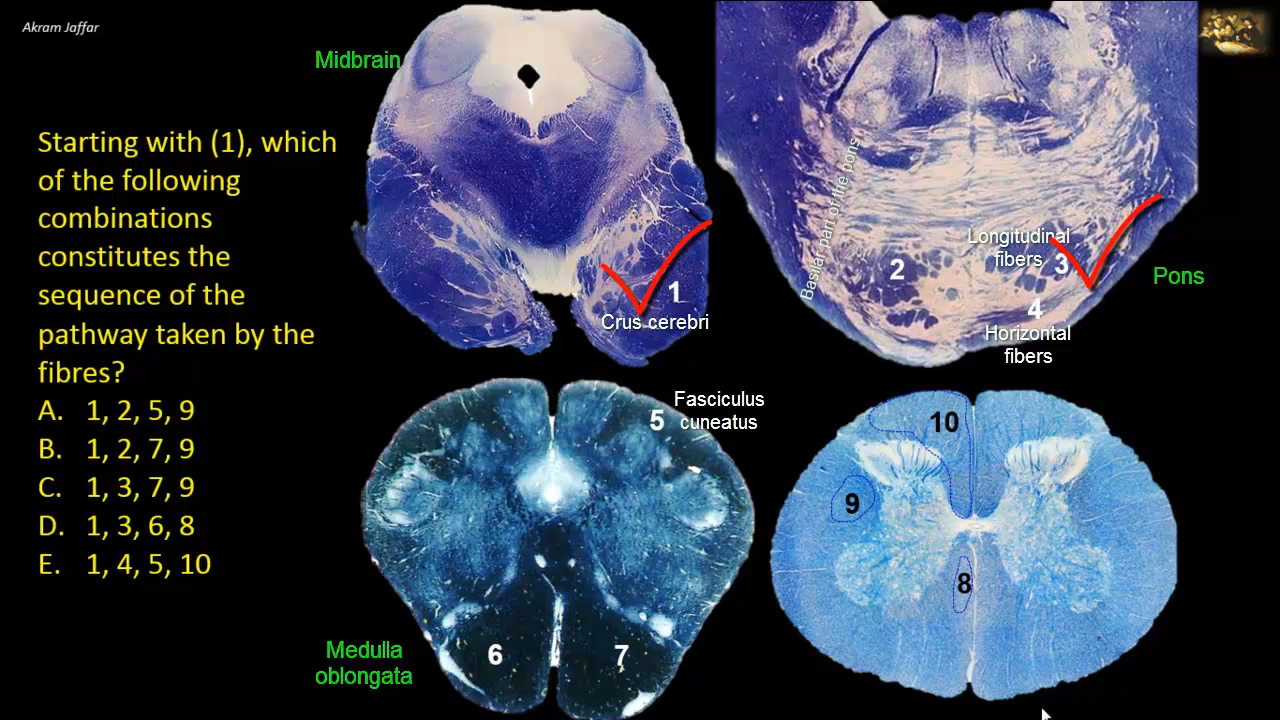 Akram Jaffar
Starting with (1), which
of the following
combinations
constitutes the
sequence of the
pathway taken by the
fibres?
A. 1, 2, 5, 9
B. 1, 2, 7, 9
C. 1, 3, 7, 9
D. 1, 3, 6, 8
E. 1, 4, 5, 10
Midbrain
1
Crus cerebri
Basilar part of the pons
2
Longitudinal
fibers 3
4
Horizontal
fibers
Pons
5 Fasciculus
cuneatus
6
7
Medulla
oblongata
10
9
8